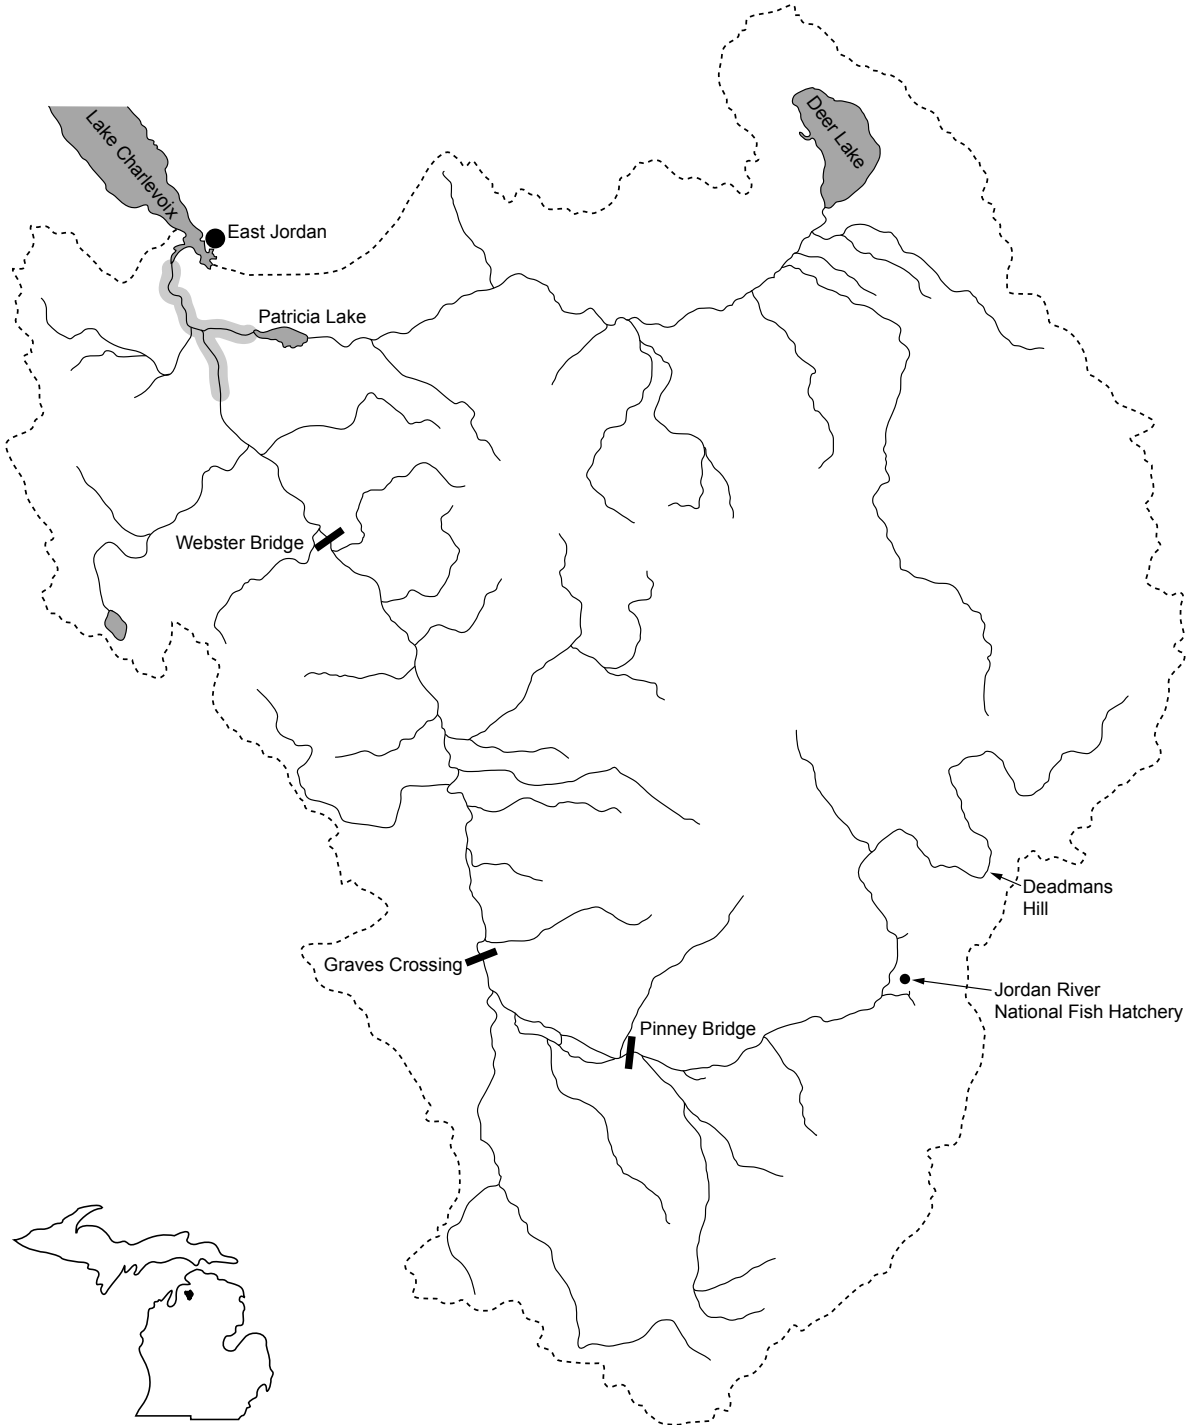 Deer Lake
Lake Charlevoix
East Jordan
Patricia Lake
Webster Bridge
Deadmans
Hill
Graves Crossing
Jordan River
National Fish Hatchery
Pinney Bridge